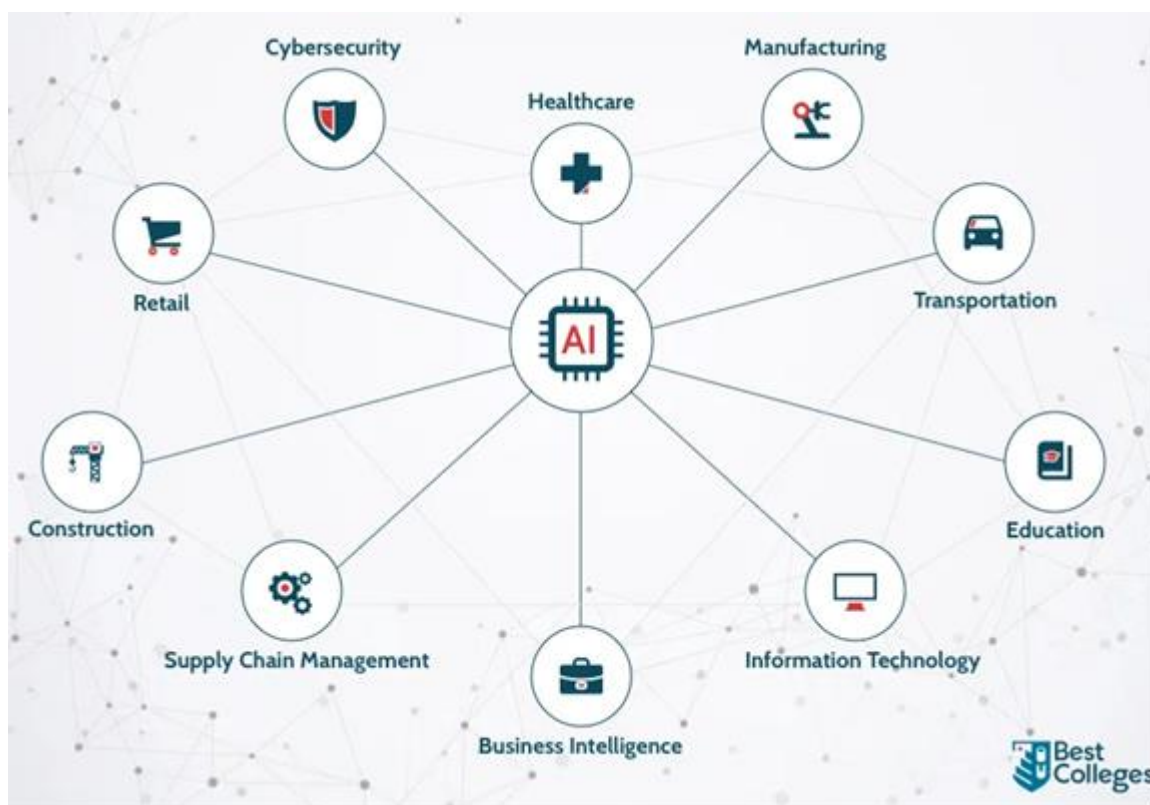 Cybersecurity
Manufacturing
Healthcare
Retail
Transportation
AI
Construction
Education
Supply Chain Management
Information Technology
Business Intelligence
Best
Colleges